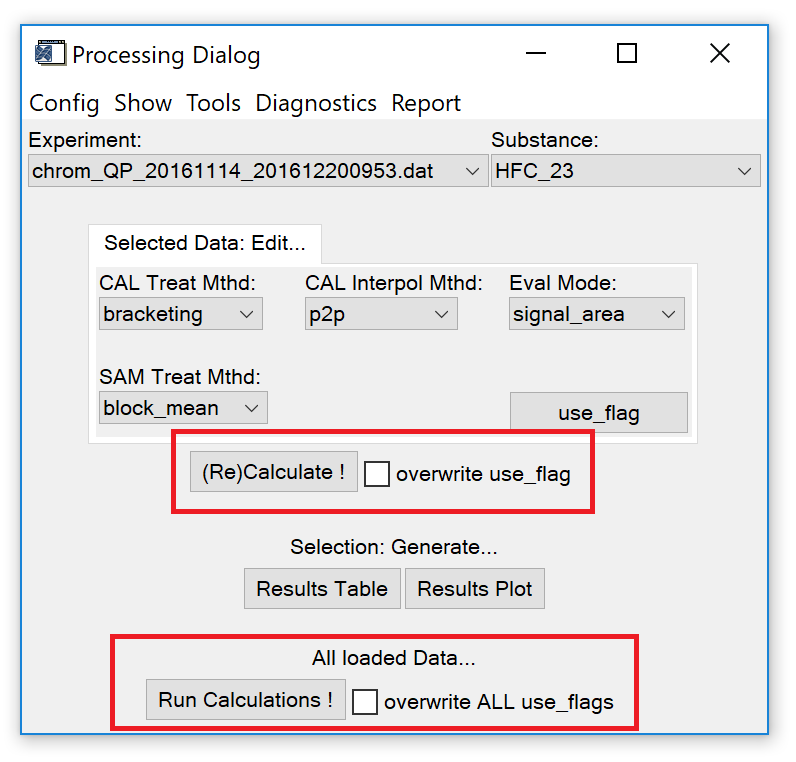 Processing Dialog
Config Show Tools Diagnostics Report
Experiment: Substance:
chrom_QP_20161114_201612200953.dat HFC_23
Selected Data: Edit...
CAL Treat Mthd: CAL Interpol Mthd: Eval Mode:
bracketing p2p signal_area
SAM Treat Mthd:
block_mean use_flag
(Re)Calculate ! overwrite use_flag
Selection: Generate...
Results Table Results Plot
All loaded Data...
Run Calculations ! overwrite ALL use_flags